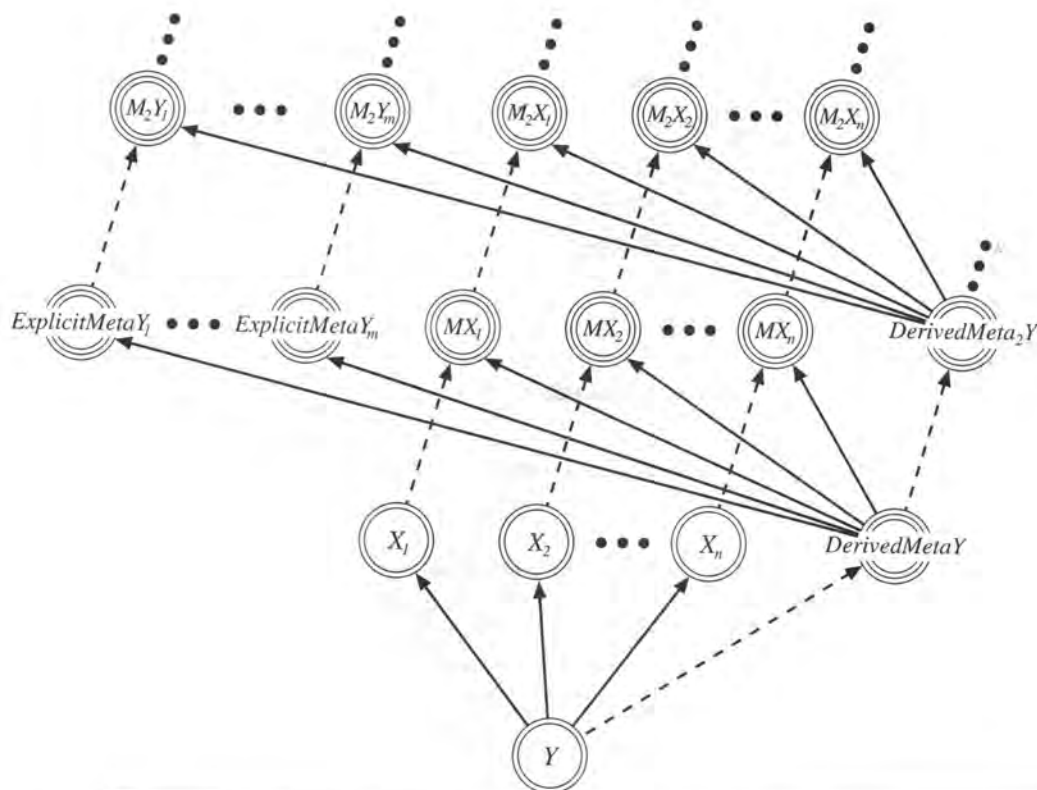 M₂Y₁ M₂Yₘ M₂X₁ M₂X₂ M₂Xₙ
ExplicitMetaY₁ ExplicitMetaYₘ MX₁ MX₂ MXₙ DerivedMeta₂Y
X₁ X₂ Xₙ DerivedMetaY
Y